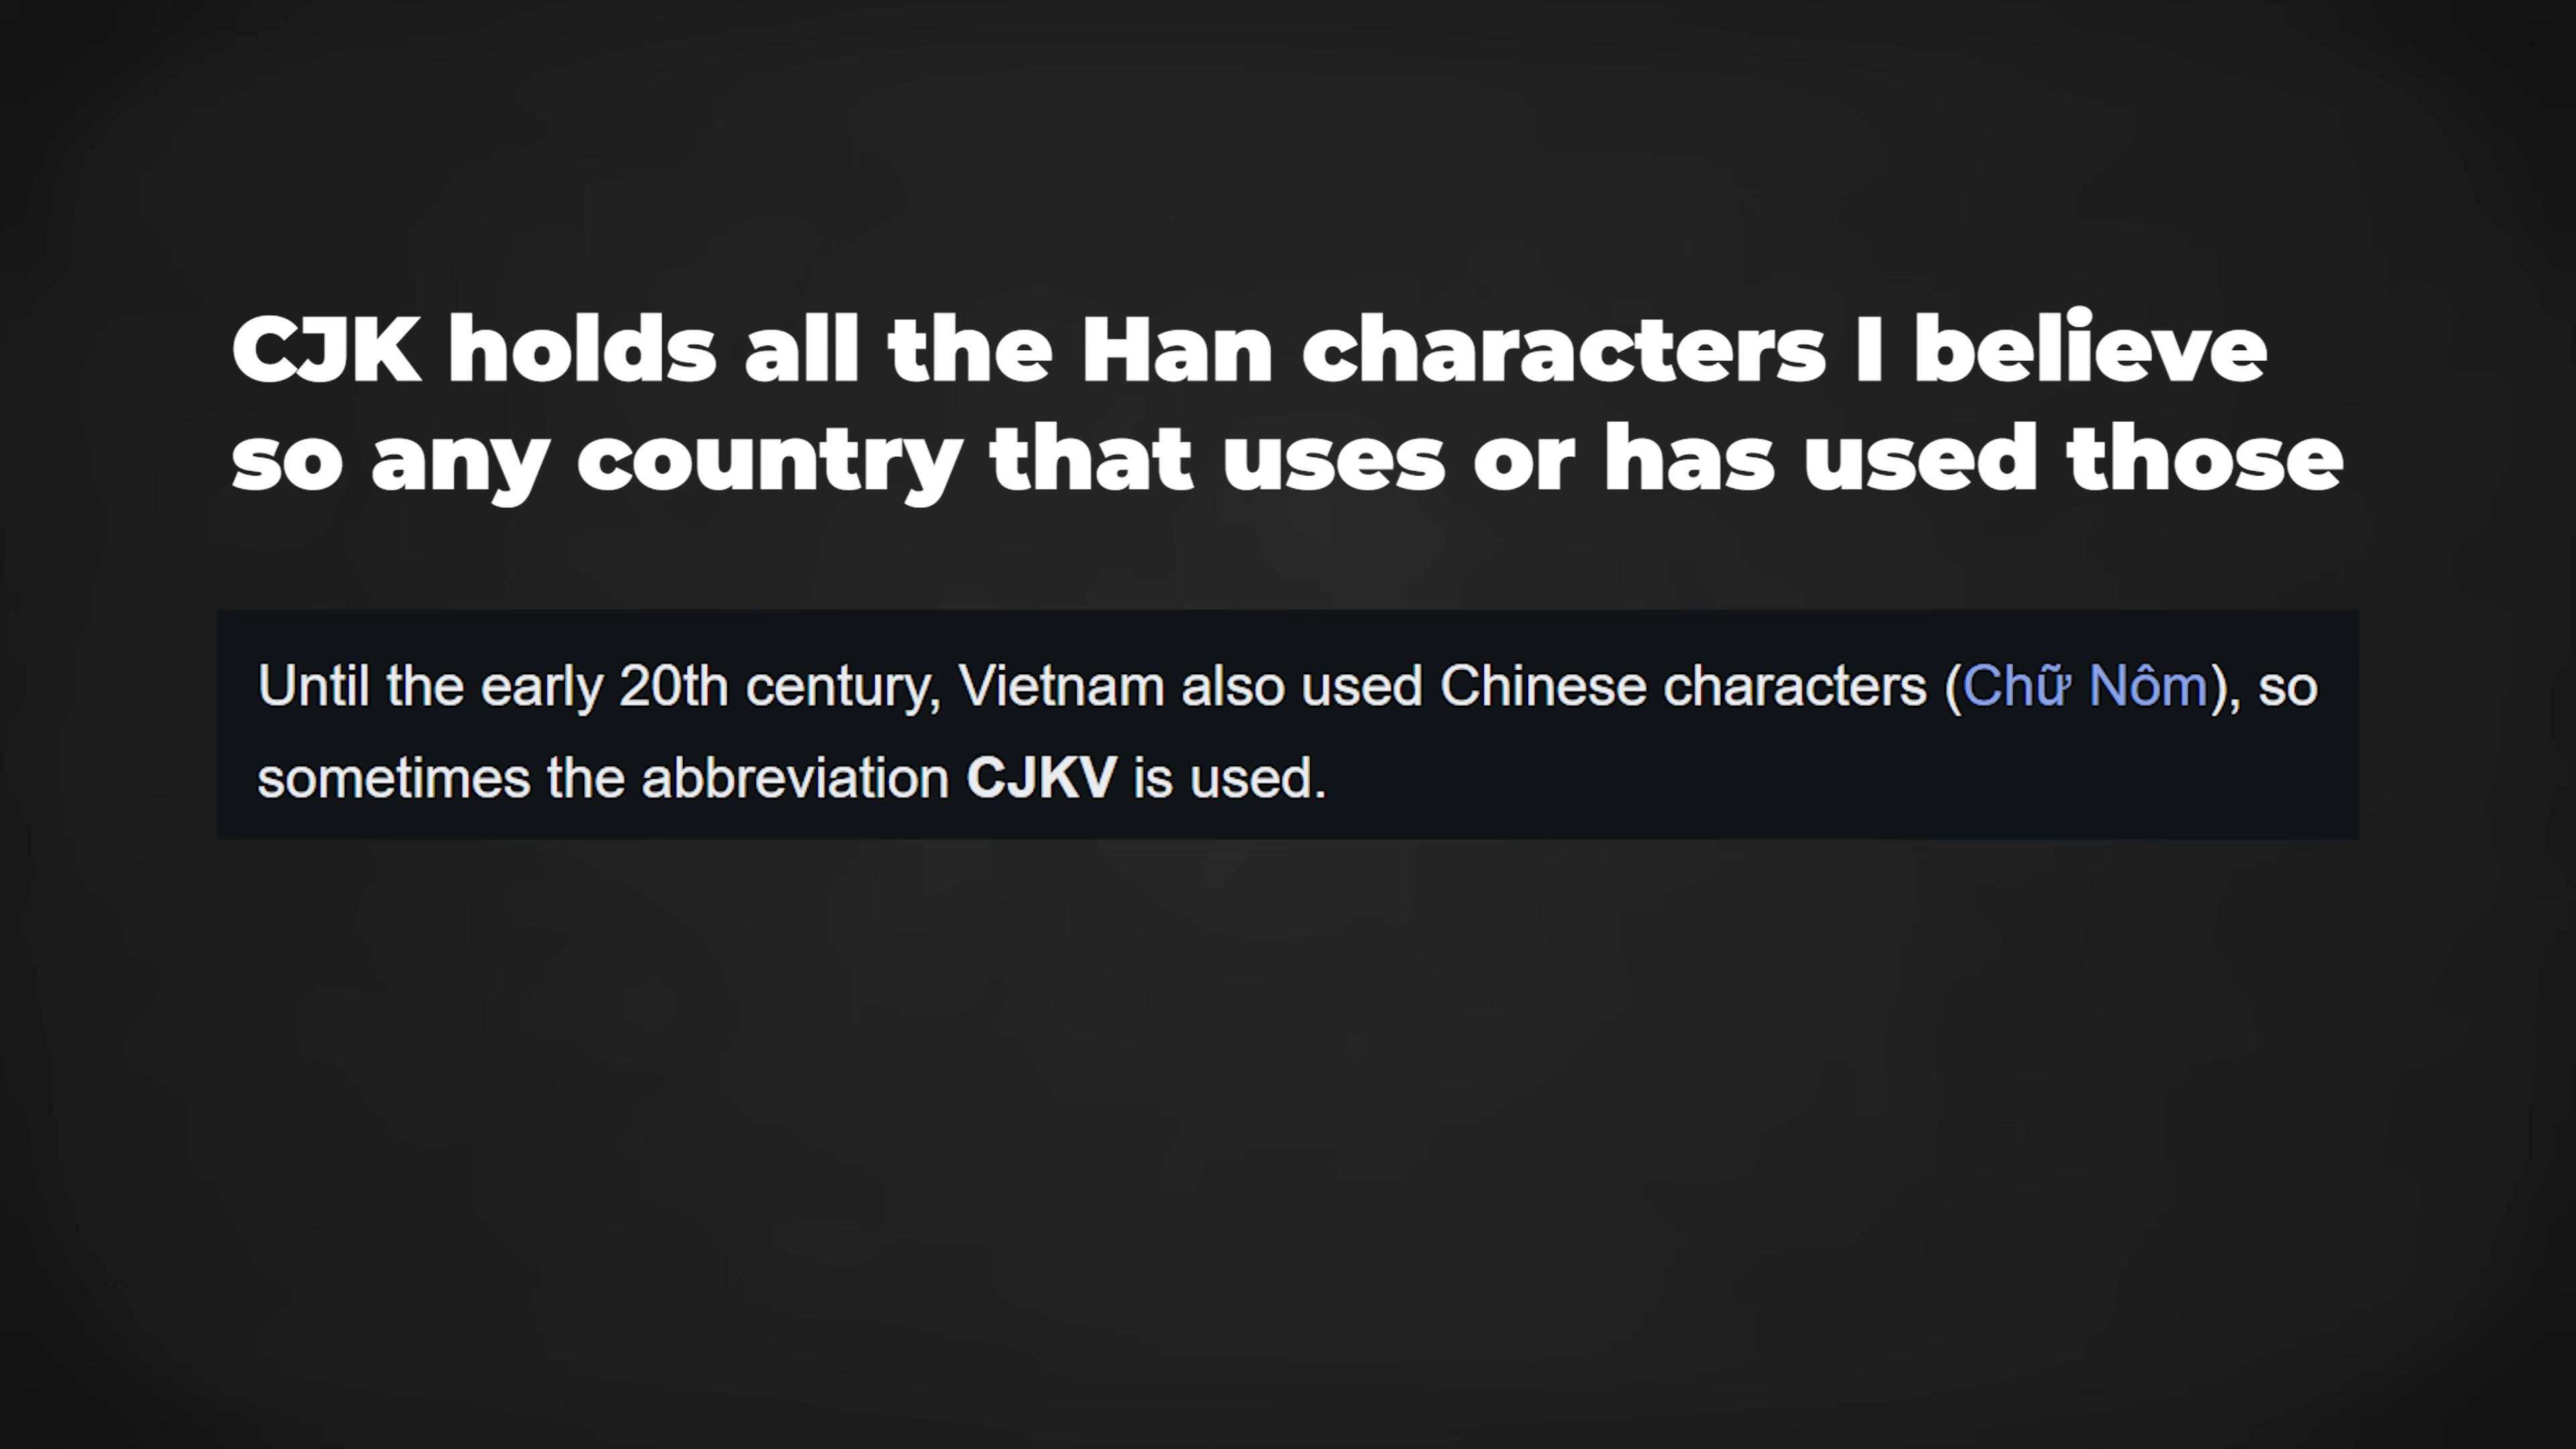 CJK holds all the Han characters I believe
so any country that uses or has used those
Until the early 20th century, Vietnam also used Chinese characters (Chữ Nôm), so
sometimes the abbreviation CJKV is used.